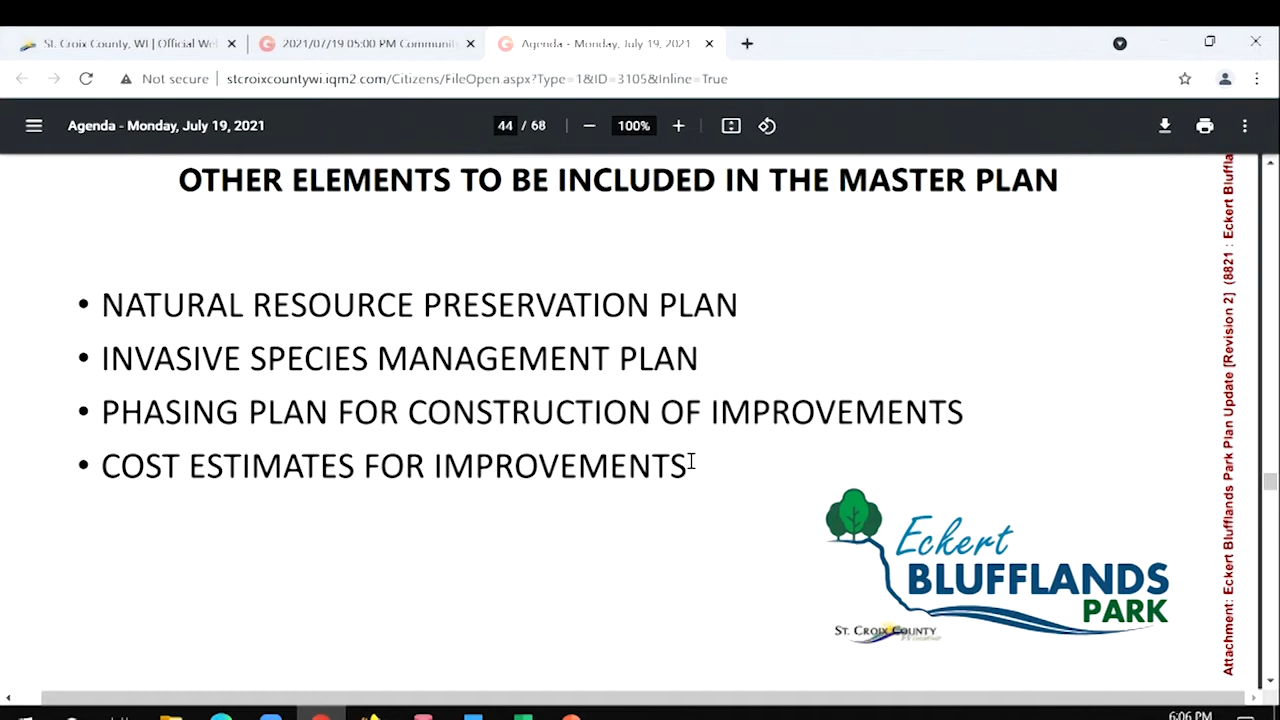 St. Croix County, WI | Official We
2021/07/19 05:00 PM Communit
Agenda - Monday, July 19, 2021
Not secure
stcroixcountywi.iqm2.com/Citizens/FileOpen.aspx?Type=1&ID=3105&Inline=True
Agenda - Monday, July 19, 2021
44 / 68
100%
OTHER ELEMENTS TO BE INCLUDED IN THE MASTER PLAN
• NATURAL RESOURCE PRESERVATION PLAN
• INVASIVE SPECIES MANAGEMENT PLAN
• PHASING PLAN FOR CONSTRUCTION OF IMPROVEMENTS
• COST ESTIMATES FOR IMPROVEMENTS
Eckert
BLUFFLANDS
PARK
ST. CROIX COUNTY
Attachment: Eckert Blufflands Park Plan Update [Revision 2] (8821 : Eckert Bluffla
6:06 PM